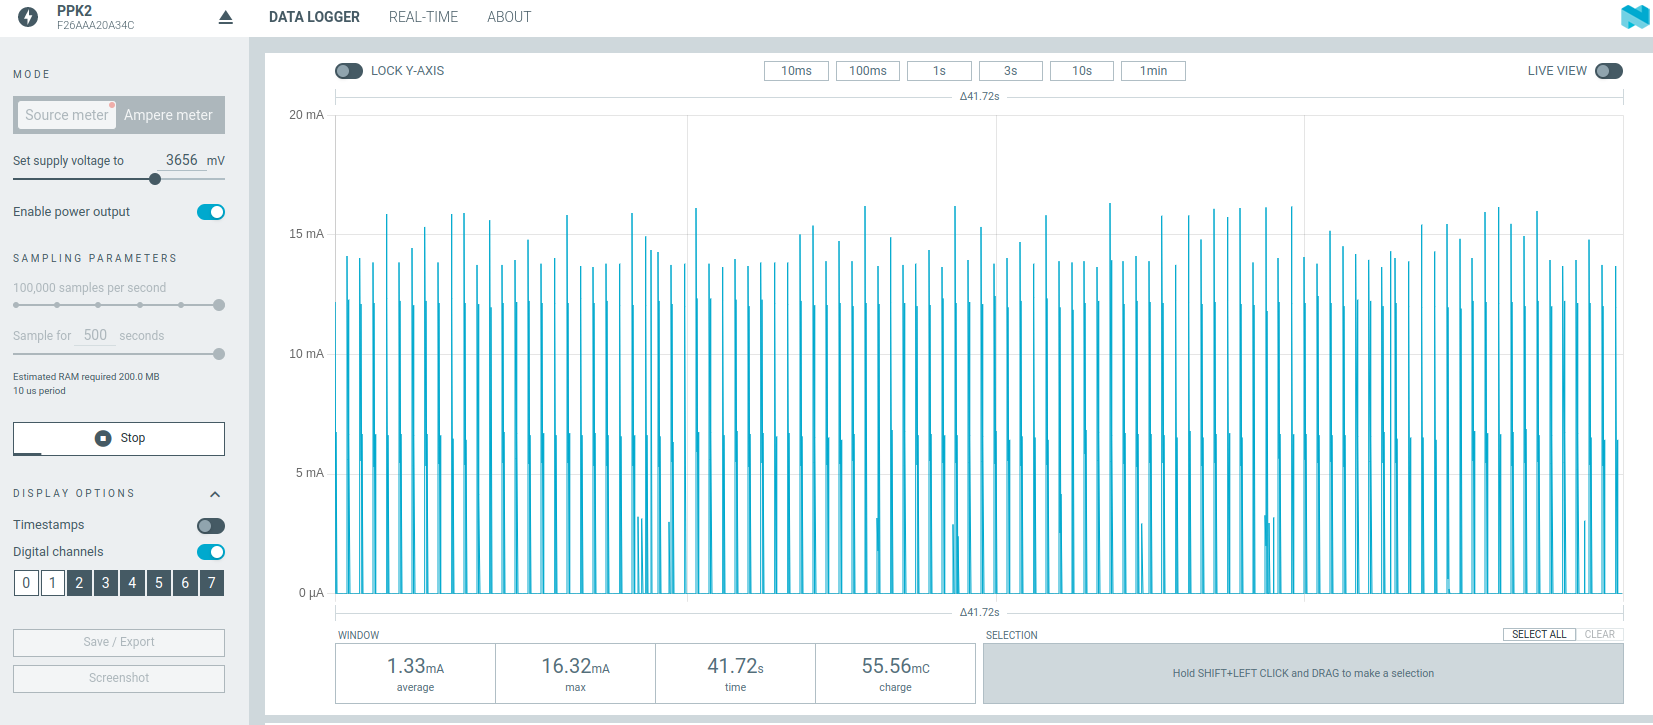 PPK2
F26AAA20A34C
DATA LOGGER REAL-TIME ABOUT
MODE
Source meter Ampere meter
Set supply voltage to 3656 mV
Enable power output
SAMPLING PARAMETERS
100,000 samples per second
Sample for 500 seconds
Estimated RAM required 200.0 MB
10 us period
Stop
DISPLAY OPTIONS
Timestamps
Digital channels
0 1 2 3 4 5 6 7
Save / Export
Screenshot
LOCK Y-AXIS 10ms 100ms 1s 3s 10s 1min LIVE VIEW
Δ41.72s
20 mA
15 mA
10 mA
5 mA
0 µA
Δ41.72s
WINDOW
1.33mA
average
16.32mA
max
41.72s
time
55.56mC
charge
SELECTION SELECT ALL CLEAR
Hold SHIFT+LEFT CLICK and DRAG to make a selection